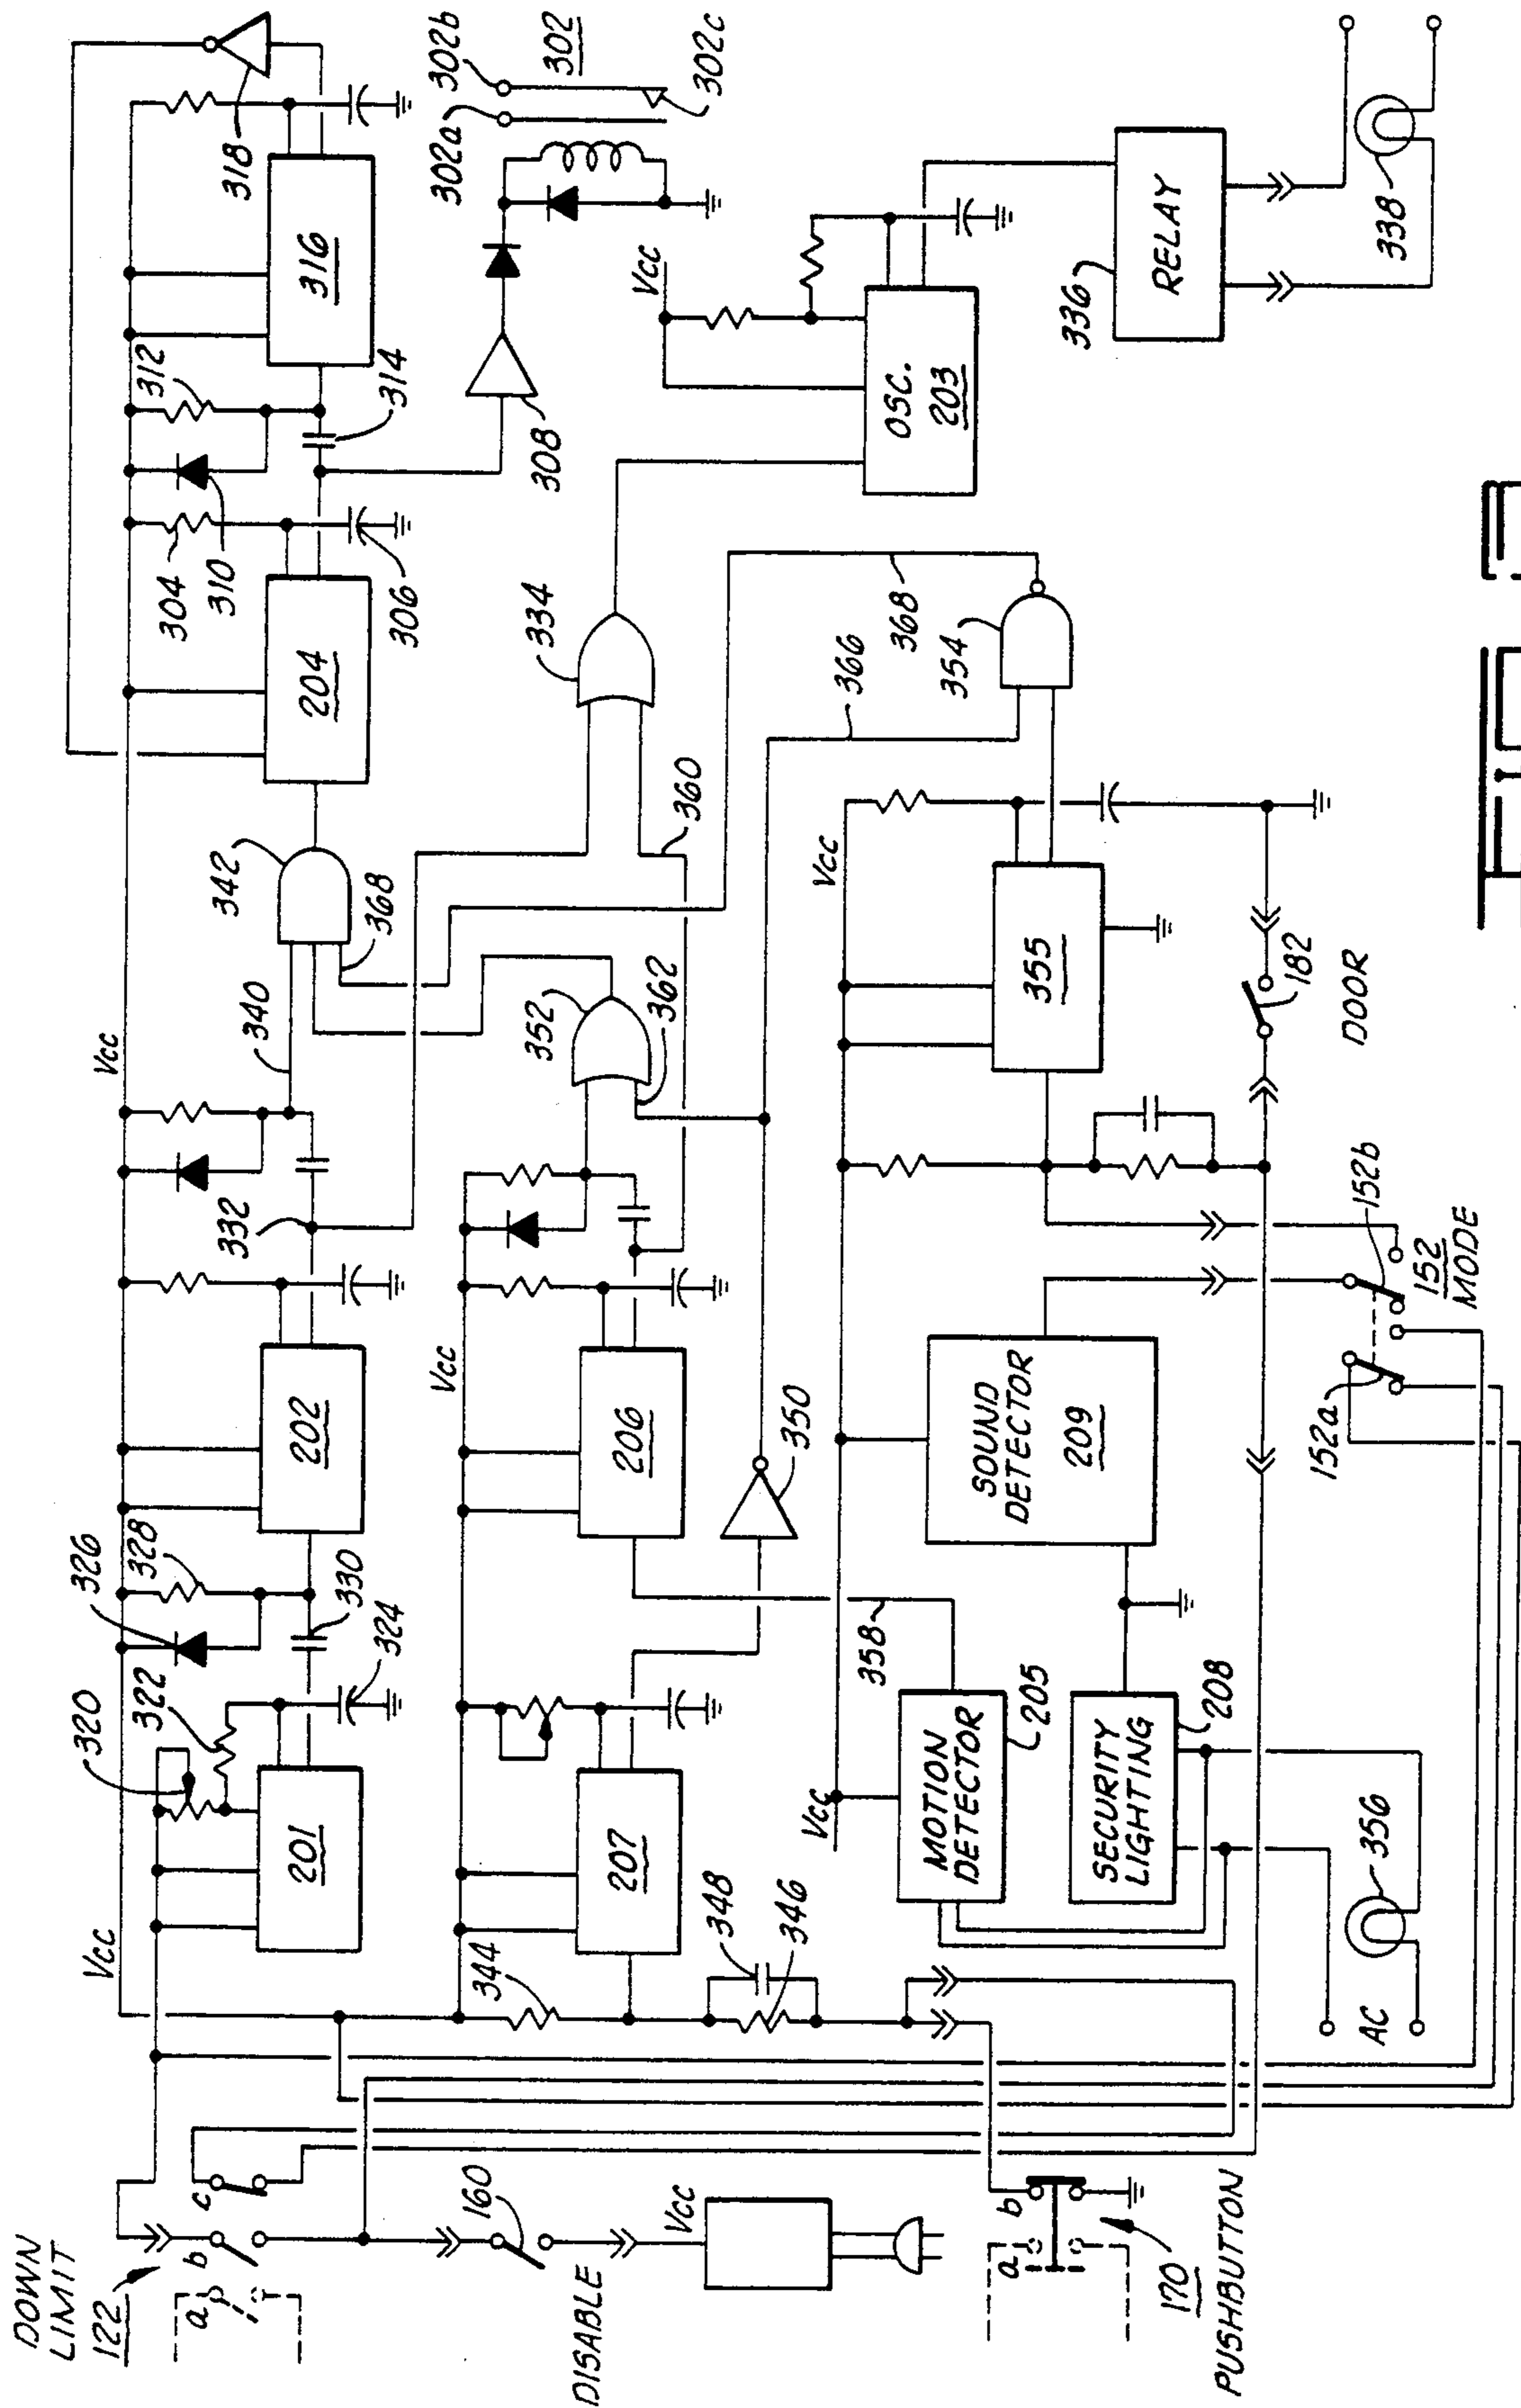 DOWN
LIMIT
122
a
b
c
Vcc
320
322
324
201
326
328
330
202
332
Vcc
340
342
368
204
304
310
306
312
314
316
318
302a
302b
302
302c
308
160
DISABLE
Vcc
344
348
346
207
Vcc
206
350
352
362
360
334
Vcc
OSC.
203
336
RELAY
338
a
b
170
PUSHBUTTON
AC
356
Vcc
MOTION
DETECTOR
205
358
SECURITY
LIGHTING
208
SOUND
DETECTOR
209
152a
152b
152
MODE
Vcc
355
182
DOOR
366
368
354